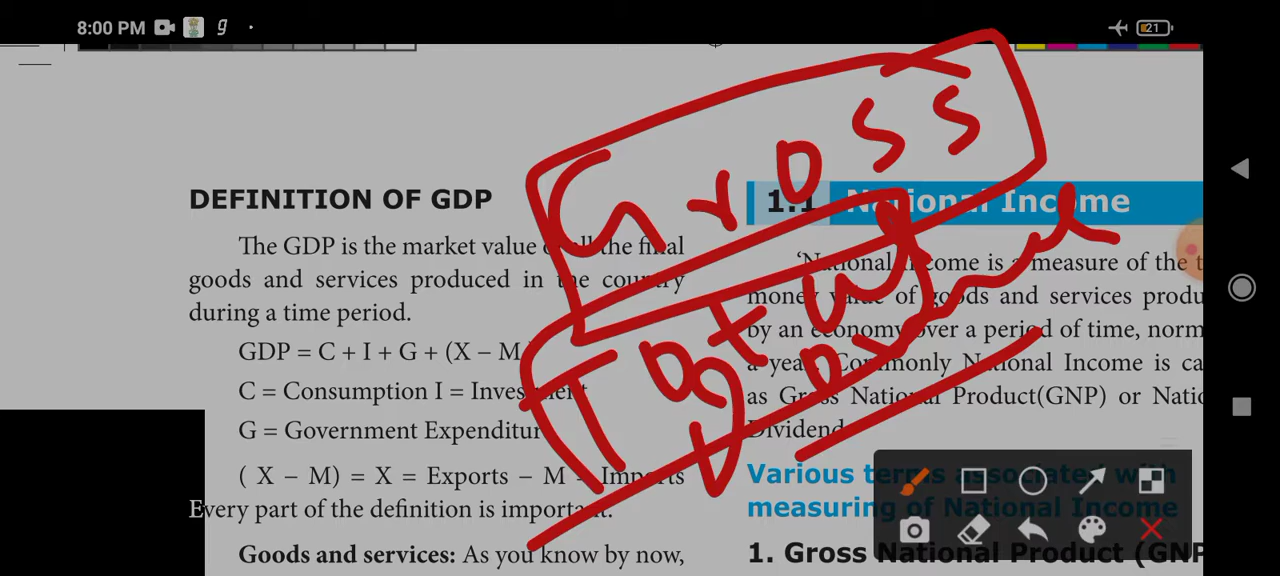 8:00 PM g
21
Gross
Total
DEFINITION OF GDP
The GDP is the market value of all the final
goods and services produced in the country
during a time period.
GDP = C + I + G + (X – M)
C = Consumption I = Investment
G = Government Expenditur
( X – M) = X = Exports – M = Imports
Every part of the definition is important.
Goods and services: As you know by now,
1.1 National Income
‘National Income is a measure of the t
money value of goods and services produ
by an economy over a period of time, norm
a year. Commonly National Income is ca
as Gross National Product(GNP) or Natio
Dividend
Various terms associated with
measuring of National Income
1. Gross National Product (GNP